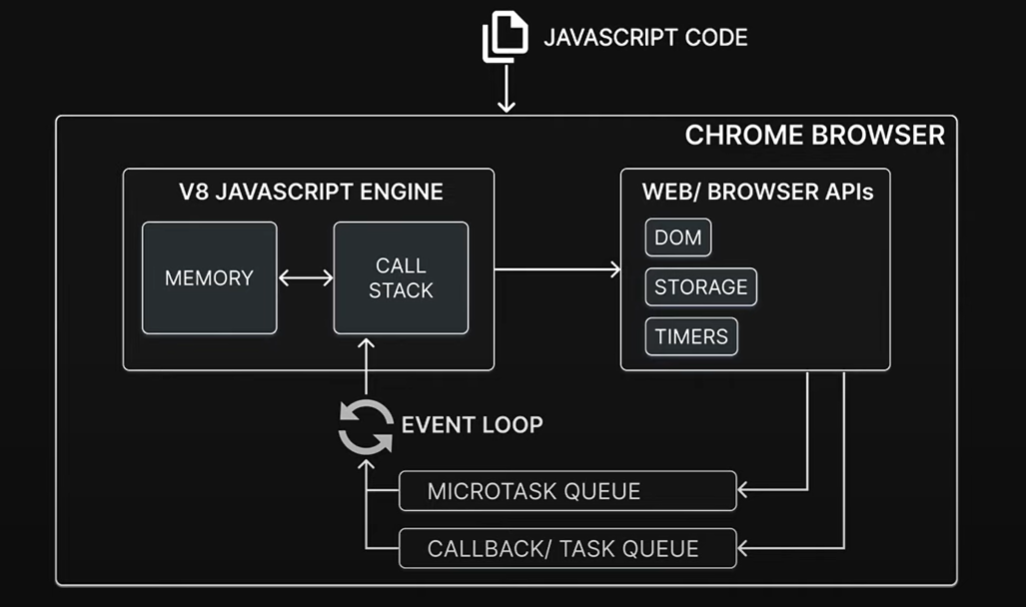 JAVASCRIPT CODE
CHROME BROWSER
V8 JAVASCRIPT ENGINE
MEMORY
CALL
STACK
WEB/ BROWSER APIs
DOM
STORAGE
TIMERS
EVENT LOOP
MICROTASK QUEUE
CALLBACK/ TASK QUEUE